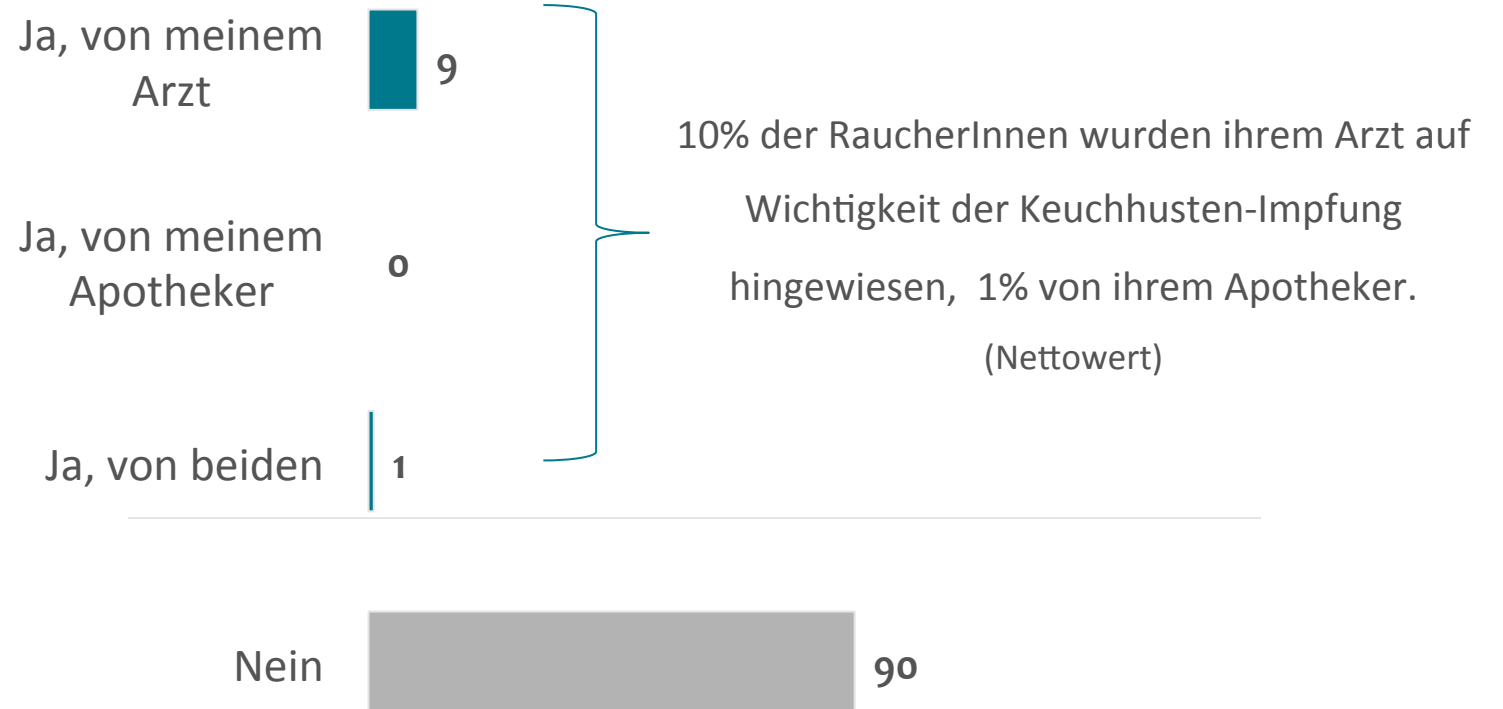 Ja, von meinem
Arzt
9
Ja, von meinem
Apotheker
0
Ja, von beiden
1
10% der RaucherInnen wurden ihrem Arzt auf
Wichtigkeit der Keuchhusten-Impfung
hingewiesen, 1% von ihrem Apotheker.
(Nettowert)
Nein
90